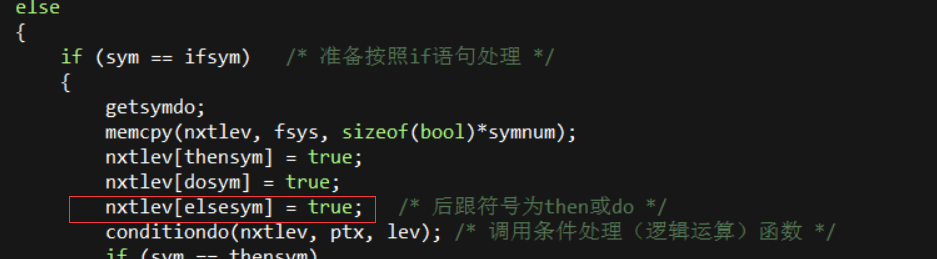 else
{
if (sym == ifsym) /* 准备按照if语句处理 */
{
getsymdo;
memcpy(nxtlev, fsys, sizeof(bool)*symnum);
nxtlev[thensym] = true;
nxtlev[dosym] = true;
nxtlev[elsesym] = true; /* 后跟符号为then或do */
conditiondo(nxtlev, ptx, lev); /* 调用条件处理（逻辑运算）函数 */
if (sym == thensym)